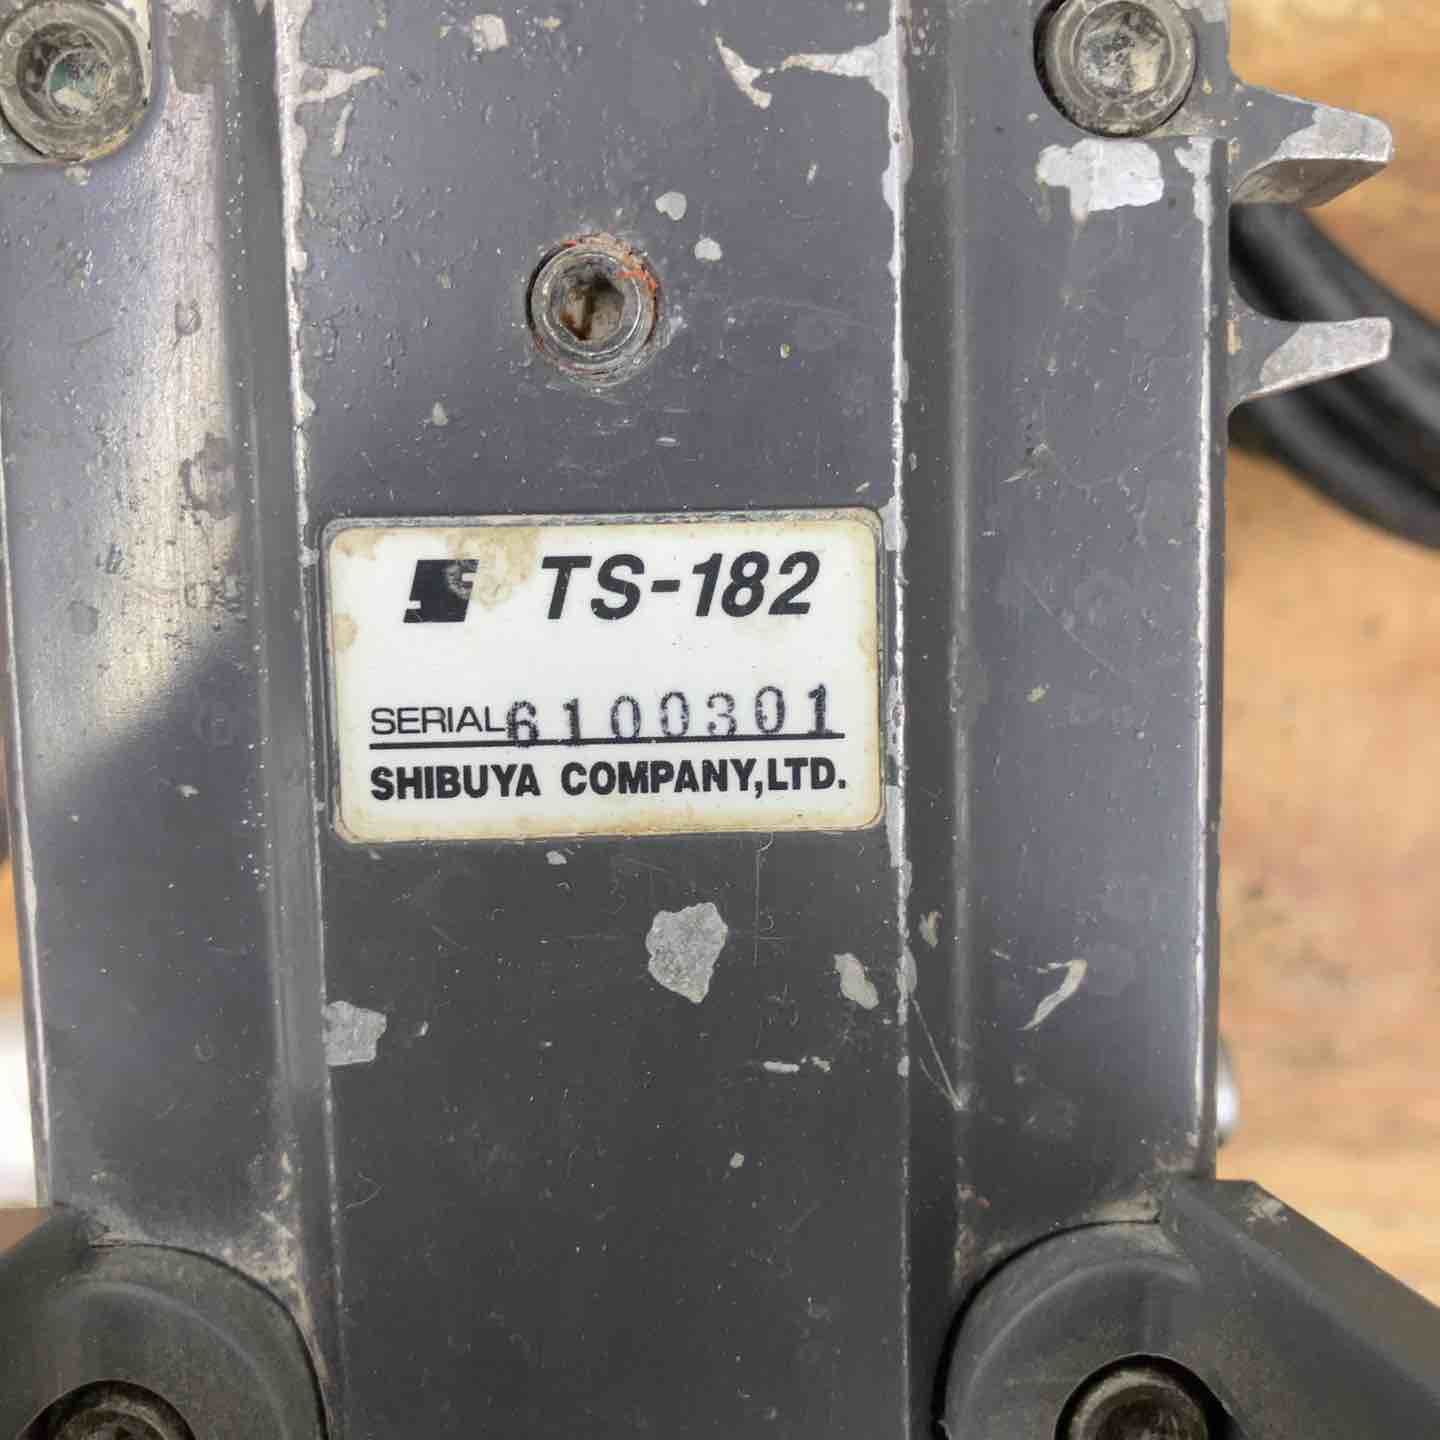 TS-182
SERIAL 6100301
SHIBUYA COMPANY,LTD.